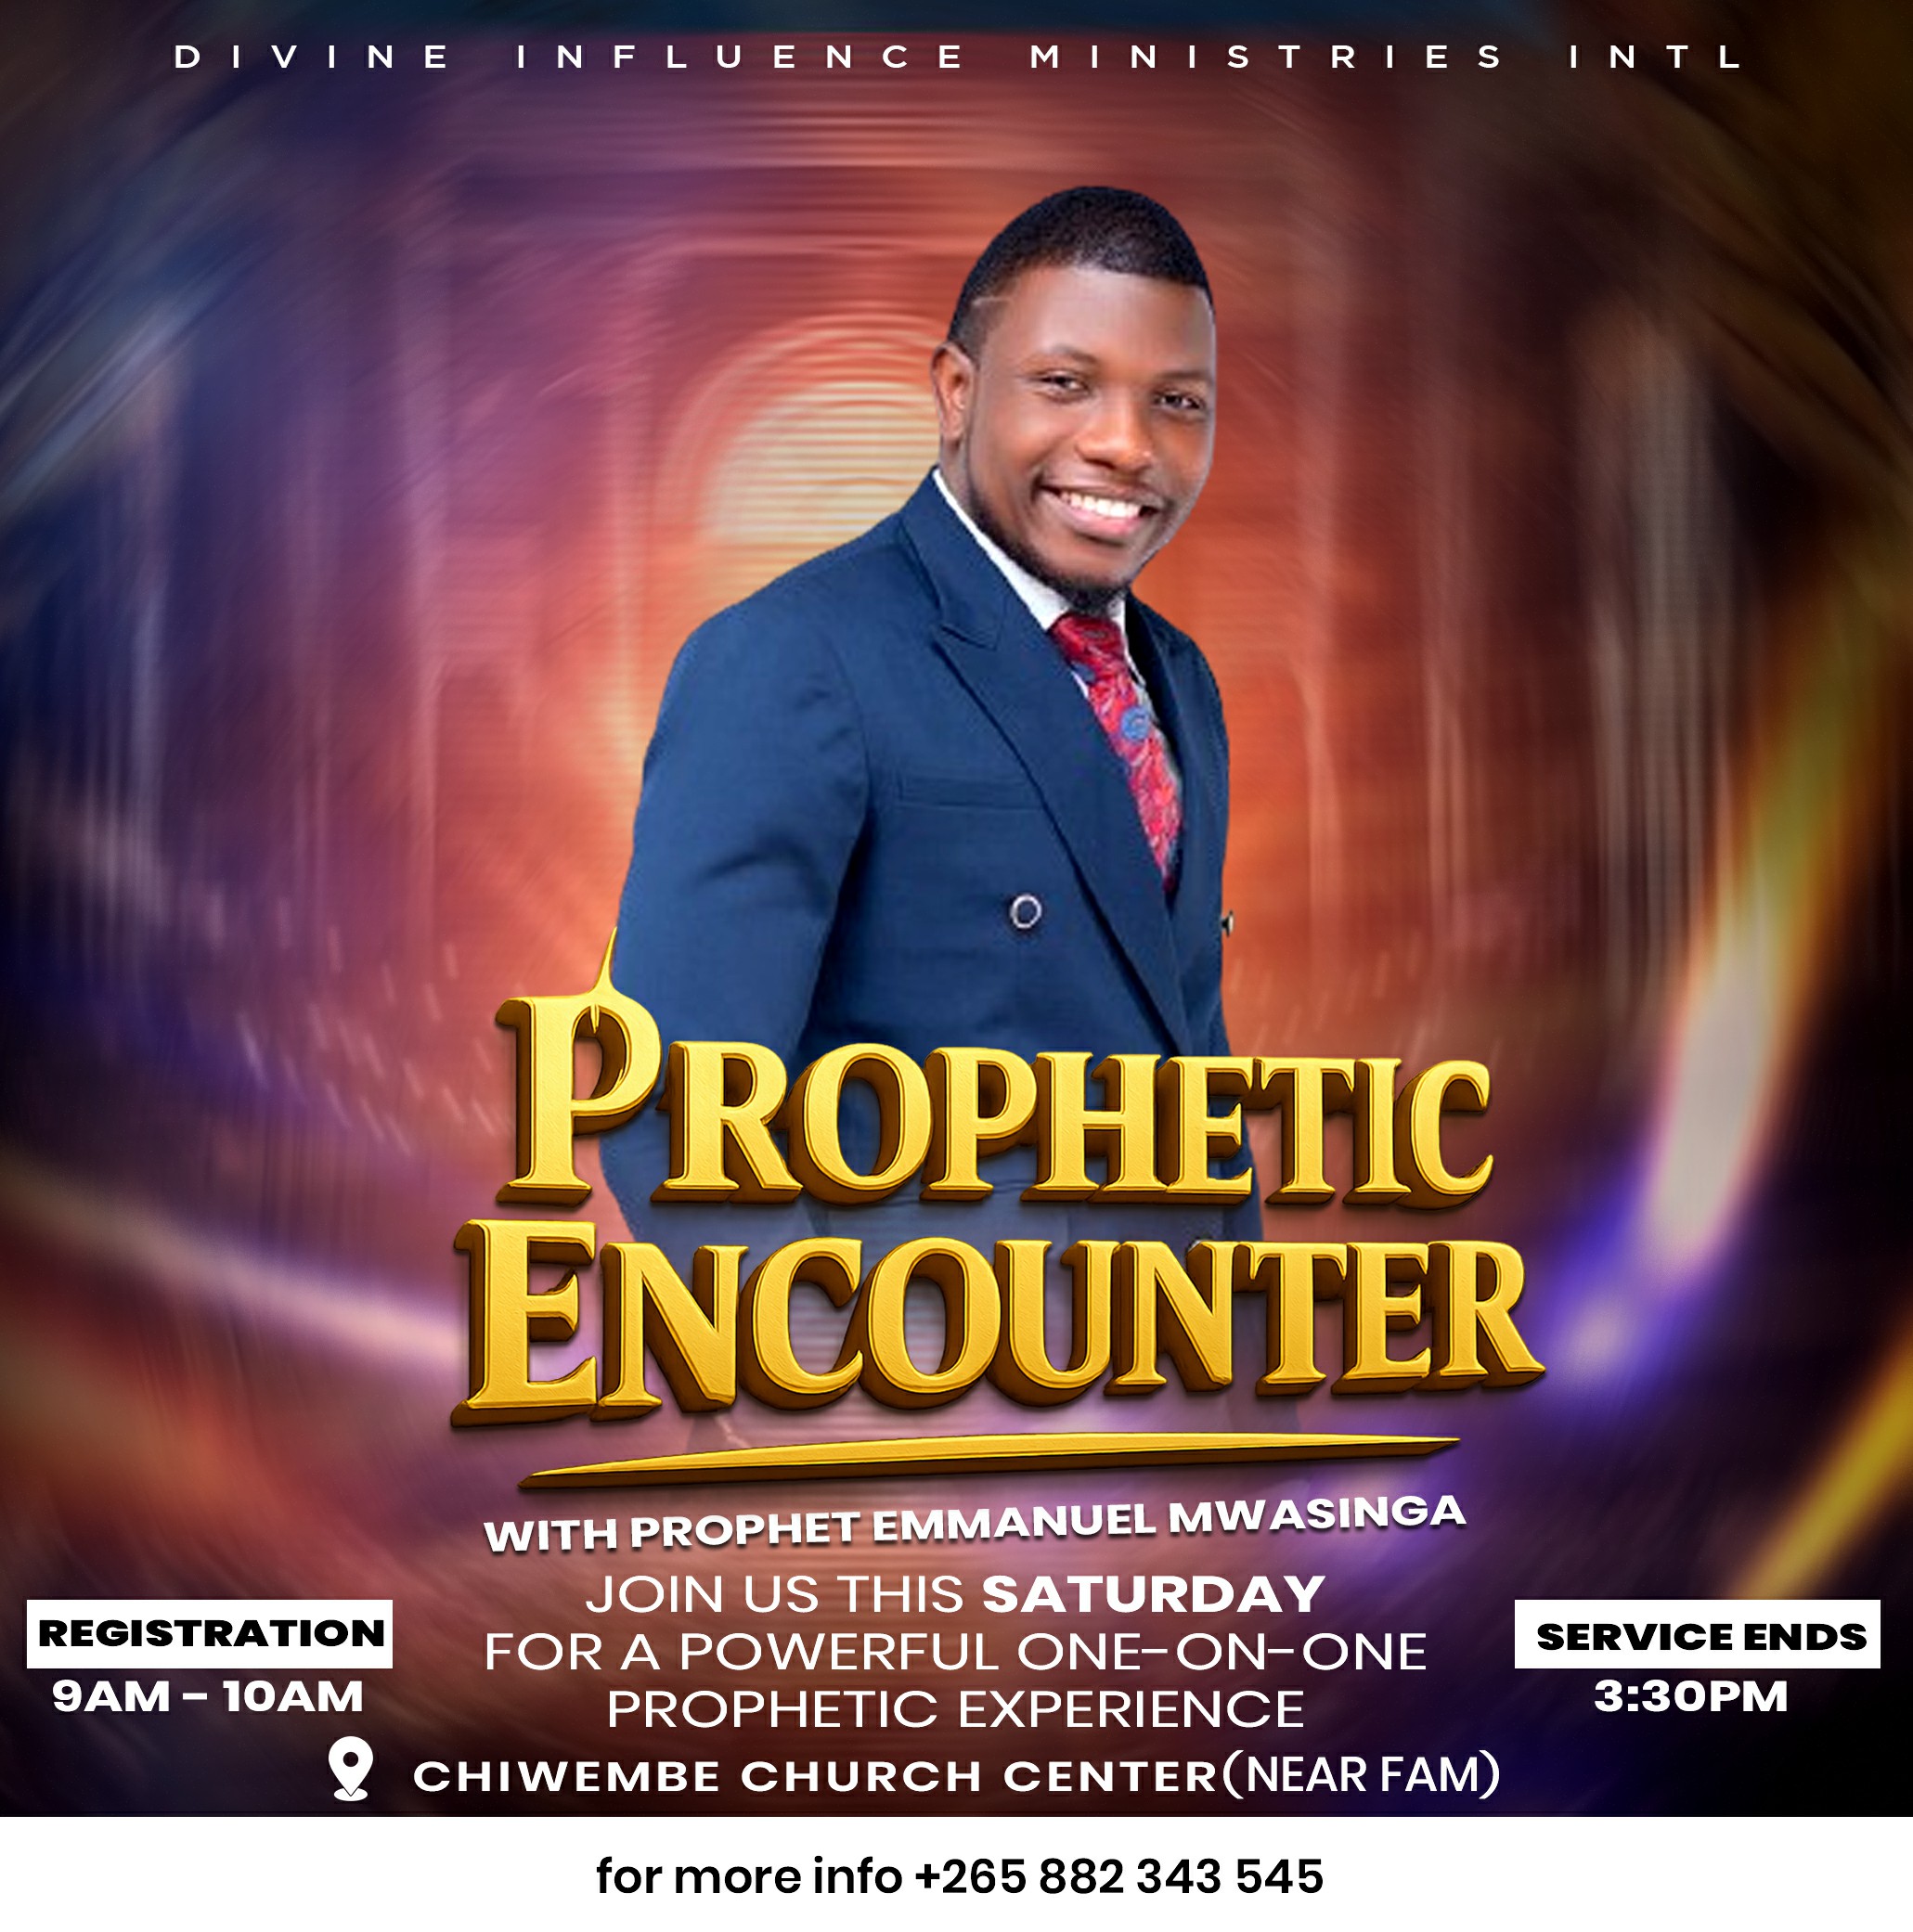 DIVINE INFLUENCE MINISTRIES INTL
PROPHETIC
ENCOUNTER
WITH PROPHET EMMANUEL MWASINGA
JOIN US THIS SATURDAY
FOR A POWERFUL ONE-ON-ONE
PROPHETIC EXPERIENCE
REGISTRATION
9AM - 10AM
SERVICE ENDS
3:30PM
CHIWEMBE CHURCH CENTER(NEAR FAM)
for more info +265 882 343 545